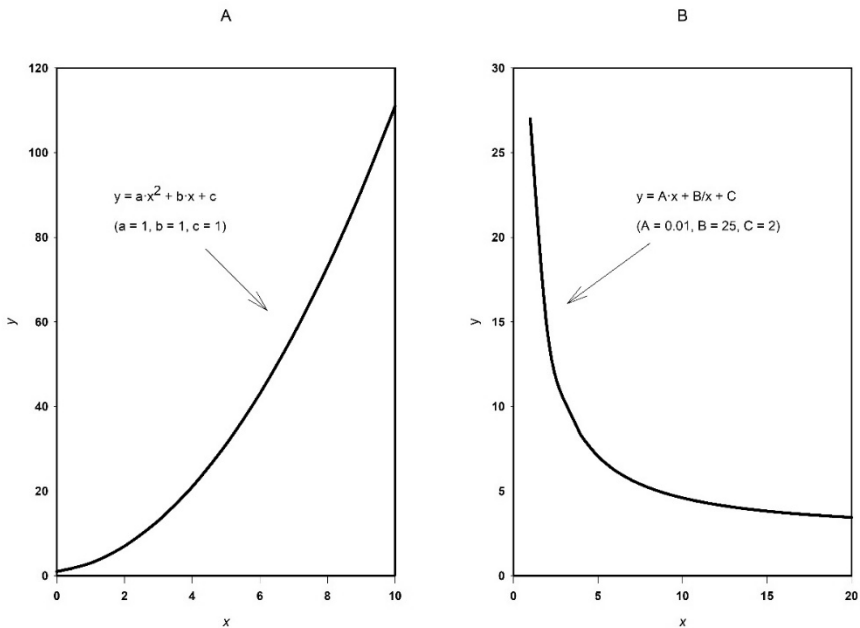 A
120
100
80
60
40
20
0
y
y = a·x² + b·x + c
(a = 1, b = 1, c = 1)
0 2 4 6 8 10
x
B
30
25
20
15
10
5
0
y
y = A·x + B/x + C
(A = 0.01, B = 25, C = 2)
0 5 10 15 20
x